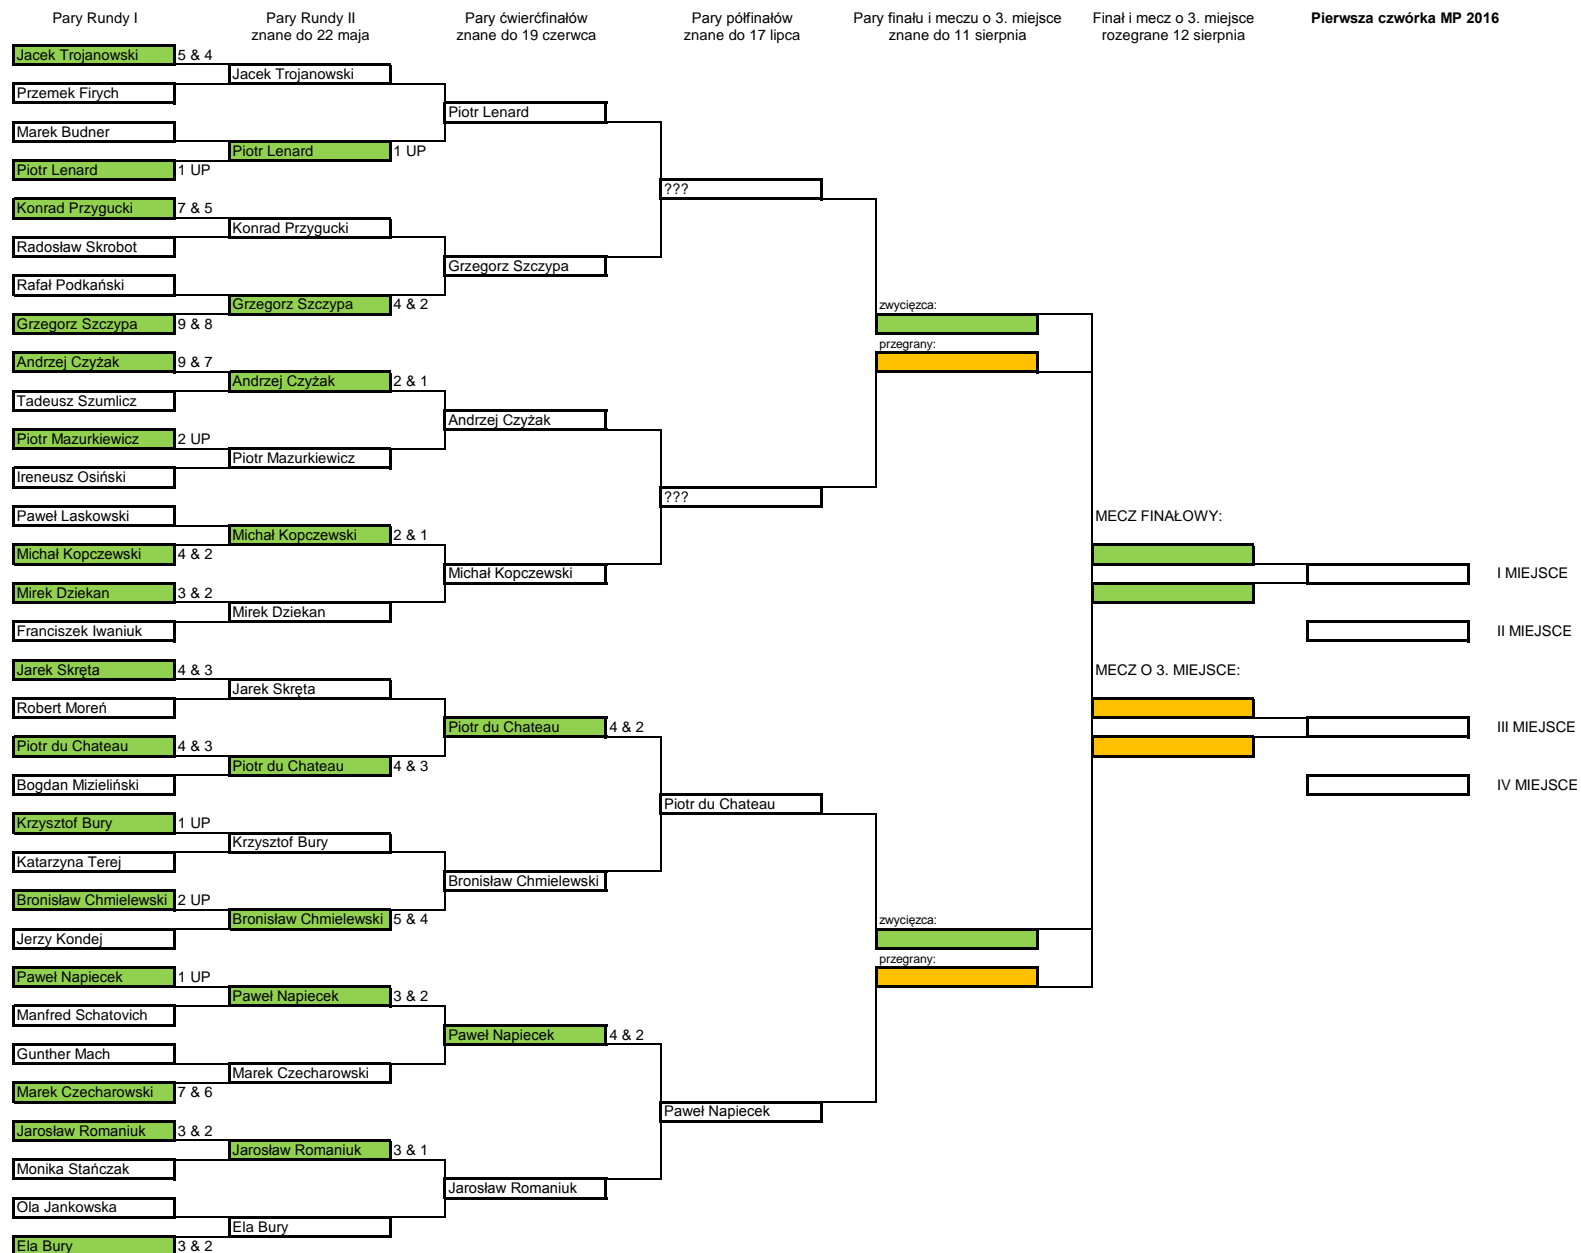 Pary Rundy I
Pary Rundy II
znane do 22 maja
Pary ćwierćfinałów
znane do 19 czerwca
Pary półfinałów
znane do 17 lipca
Pary finału i meczu o 3. miejsce
znane do 11 sierpnia
Finał i mecz o 3. miejsce
rozegrane 12 sierpnia
Pierwsza czwórka MP 2016
Jacek Trojanowski 5 & 4
Przemek Firych
Marek Budner
Piotr Lenard 1 UP
Konrad Przygucki 7 & 5
Radosław Skrobot
Rafał Podkański
Grzegorz Szczypa 9 & 8
Andrzej Czyżak 9 & 7
Tadeusz Szumlicz
Piotr Mazurkiewicz 2 UP
Ireneusz Osiński
Paweł Laskowski
Michał Kopczewski 4 & 2
Mirek Dziekan 3 & 2
Franciszek Iwaniuk
Jarek Skręta 4 & 3
Robert Moreń
Piotr du Chateau 4 & 3
Bogdan Mizieliński
Krzysztof Bury 1 UP
Katarzyna Terej
Bronisław Chmielewski 2 UP
Jerzy Kondej
Paweł Napiecek 1 UP
Manfred Schatovich
Gunther Mach
Marek Czecharowski 7 & 6
Jarosław Romaniuk 3 & 2
Monika Stańczak
Ola Jankowska
Ela Bury 3 & 2
Jacek Trojanowski
Piotr Lenard 1 UP
Konrad Przygucki
Grzegorz Szczypa 4 & 2
Andrzej Czyżak 2 & 1
Piotr Mazurkiewicz
Michał Kopczewski 2 & 1
Mirek Dziekan
Jarek Skręta
Piotr du Chateau 4 & 3
Krzysztof Bury
Bronisław Chmielewski 5 & 4
Paweł Napiecek 3 & 2
Marek Czecharowski
Jarosław Romaniuk 3 & 1
Ela Bury
Piotr Lenard
Grzegorz Szczypa
Andrzej Czyżak
Michał Kopczewski
Piotr du Chateau 4 & 2
Bronisław Chmielewski
Paweł Napiecek 4 & 2
Jarosław Romaniuk
???
???
Piotr du Chateau
Paweł Napiecek
zwycięzca:
przegrany:
zwycięzca:
przegrany:
MECZ FINAŁOWY:
MECZ O 3. MIEJSCE:
I MIEJSCE
II MIEJSCE
III MIEJSCE
IV MIEJSCE